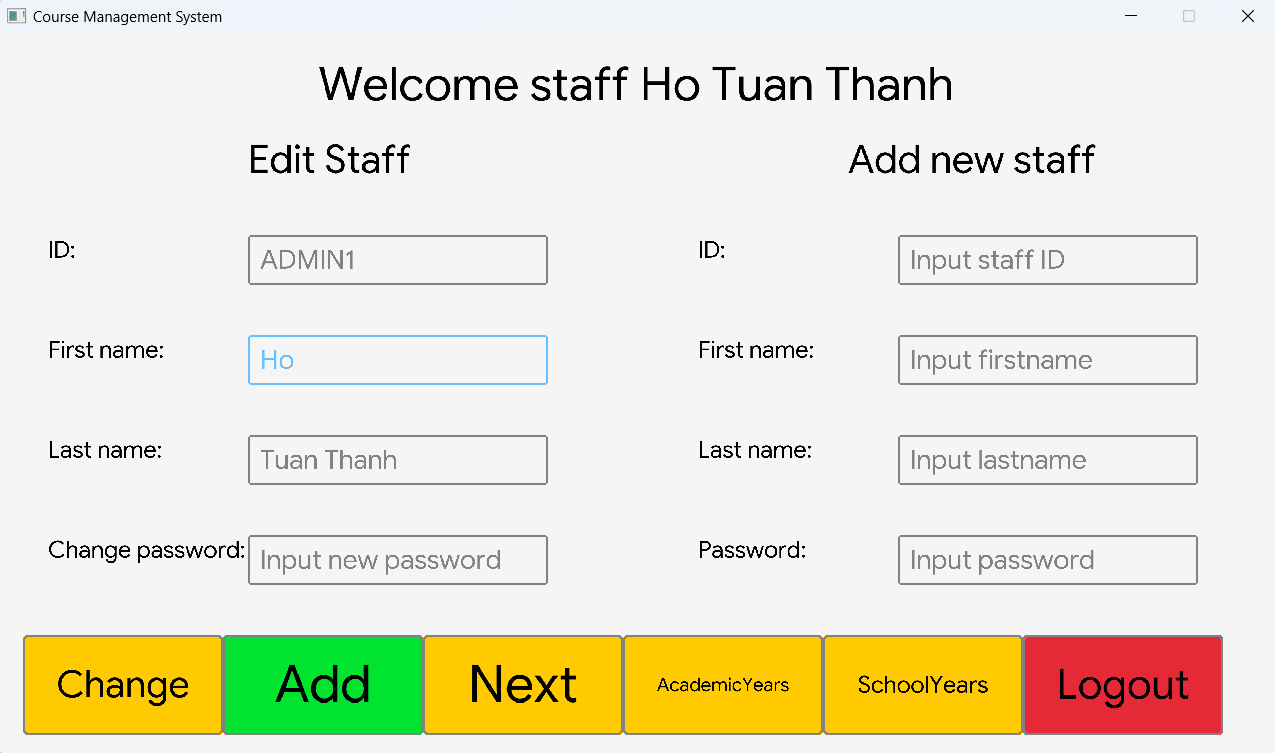 Course Management System
Welcome staff Ho Tuan Thanh
Edit Staff
Add new staff
ID:
ADMIN1
ID:
Input staff ID
First name:
Ho
First name:
Input firstname
Last name:
Tuan Thanh
Last name:
Input lastname
Change password:
Input new password
Password:
Input password
Change
Add
Next
AcademicYears
SchoolYears
Logout